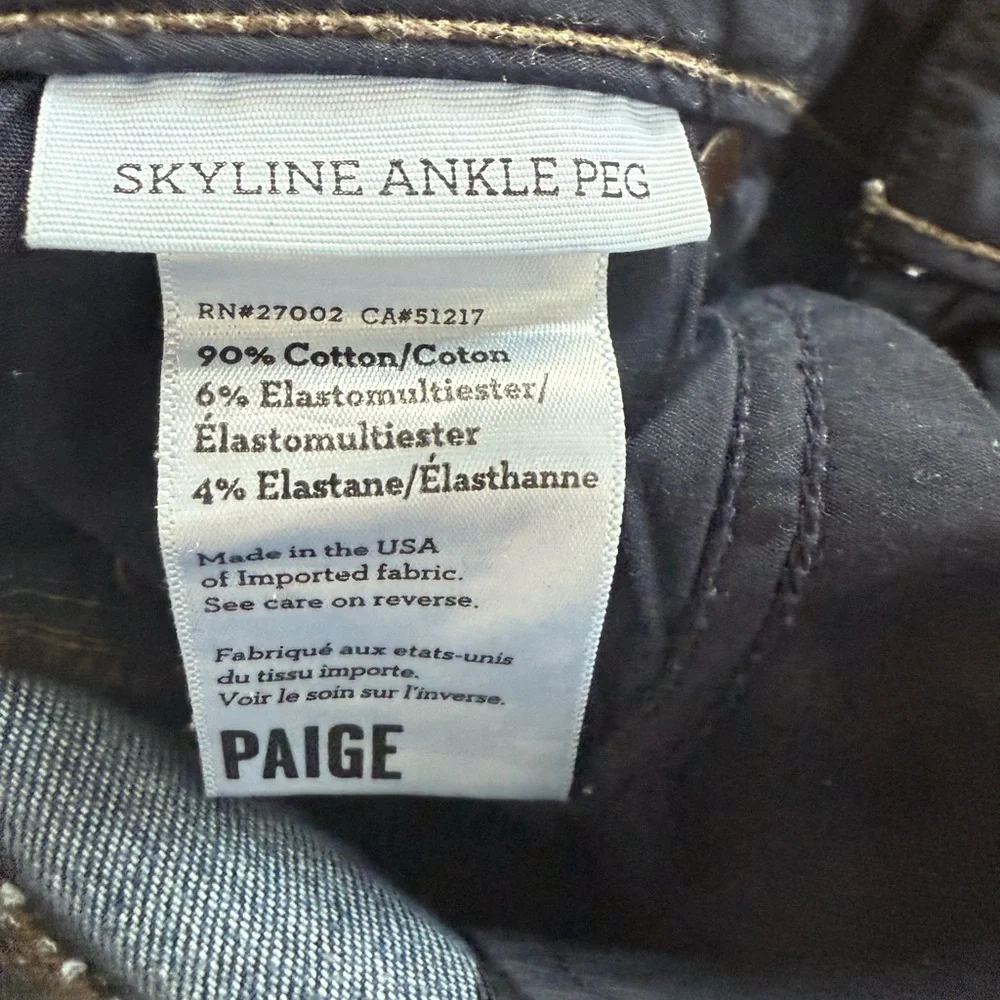 SKYLINE ANKLE PEG
RN#27002 CA#51217
90% Cotton/Coton
6% Elastomultiester/
Élastomultiester
4% Elastane/Élasthanne
Made in the USA
of Imported fabric.
See care on reverse.
Fabriqué aux etats-unis
du tissu importe.
Voir le soin sur l'inverse.
PAIGE